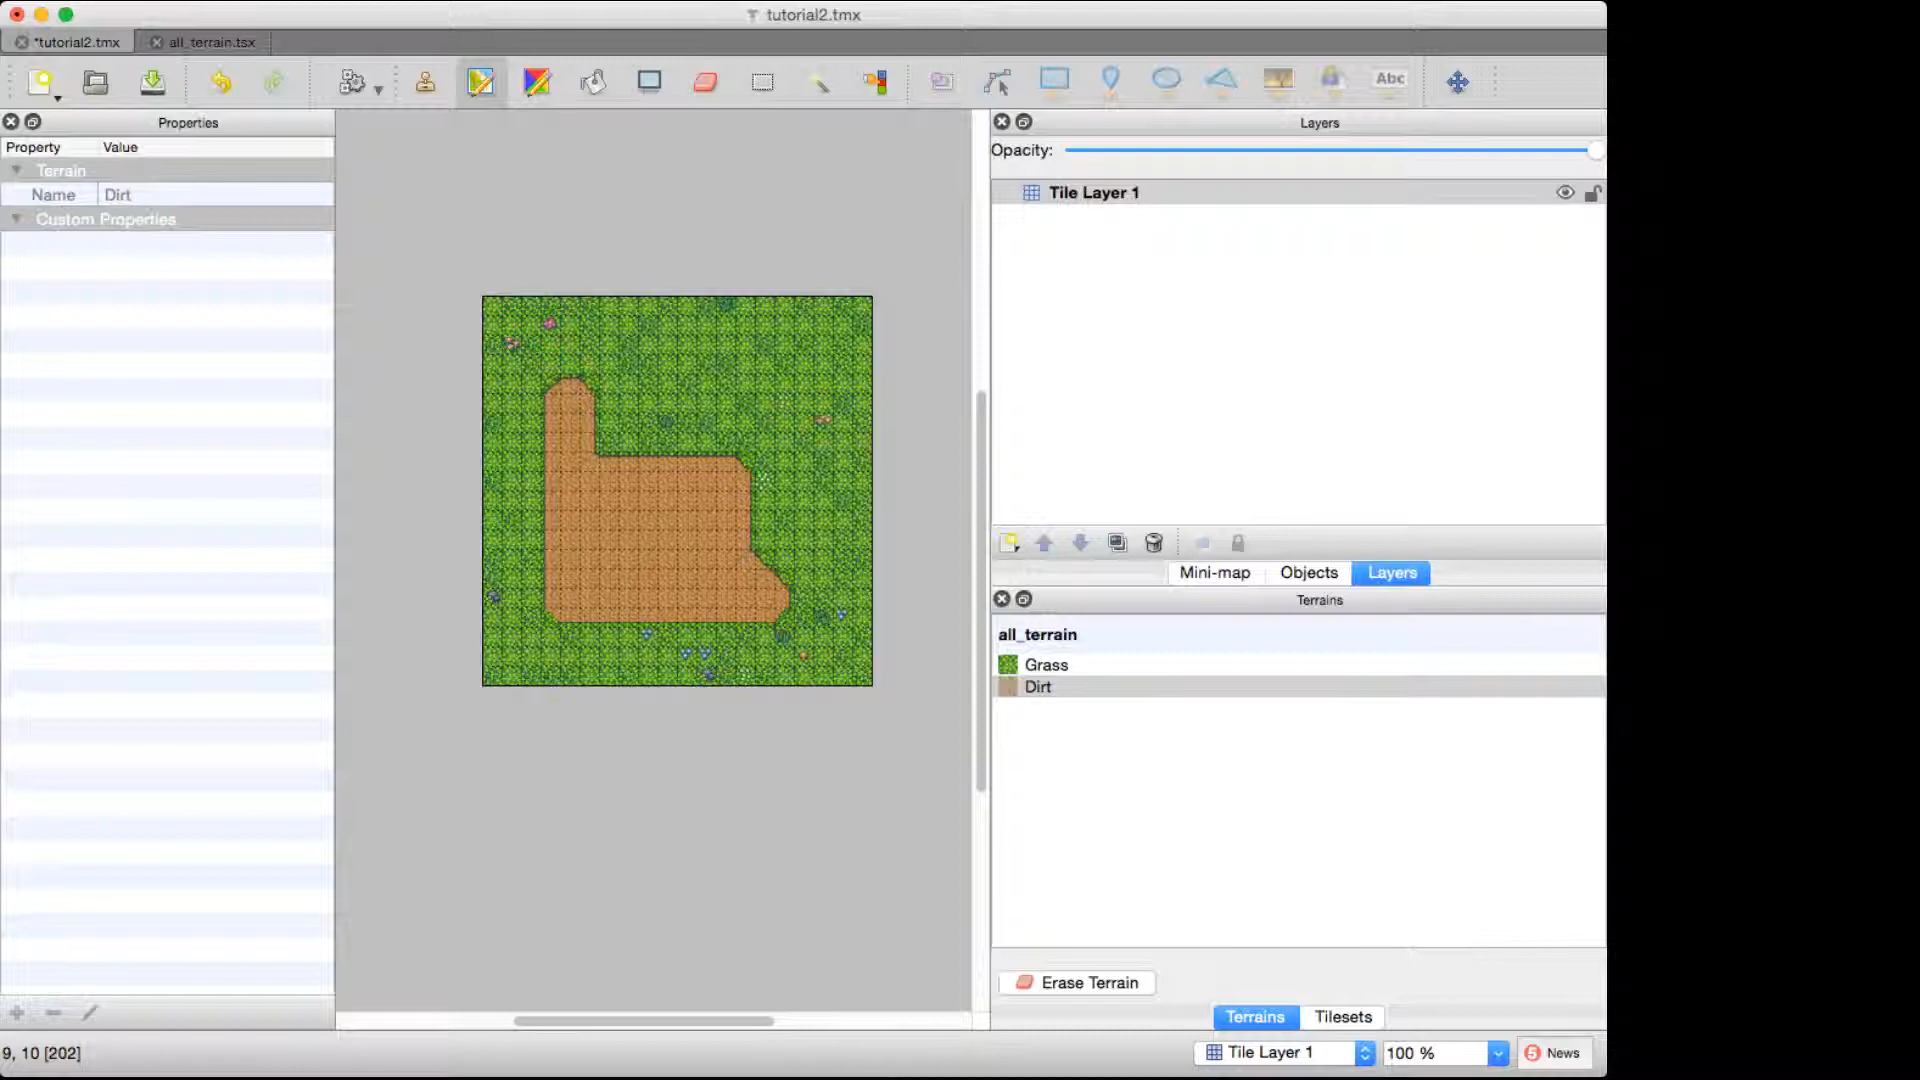 tutorial2.tmx
*tutorial2.tmx
all_terrain.tsx
Abc
Properties
Property Value
Terrain
Name Dirt
Custom Properties
Layers
Opacity:
Tile Layer 1
Mini-map Objects Layers
Terrains
all_terrain
Grass
Dirt
Erase Terrain
Terrains Tilesets
9, 10 [202]
Tile Layer 1
100 %
5 News